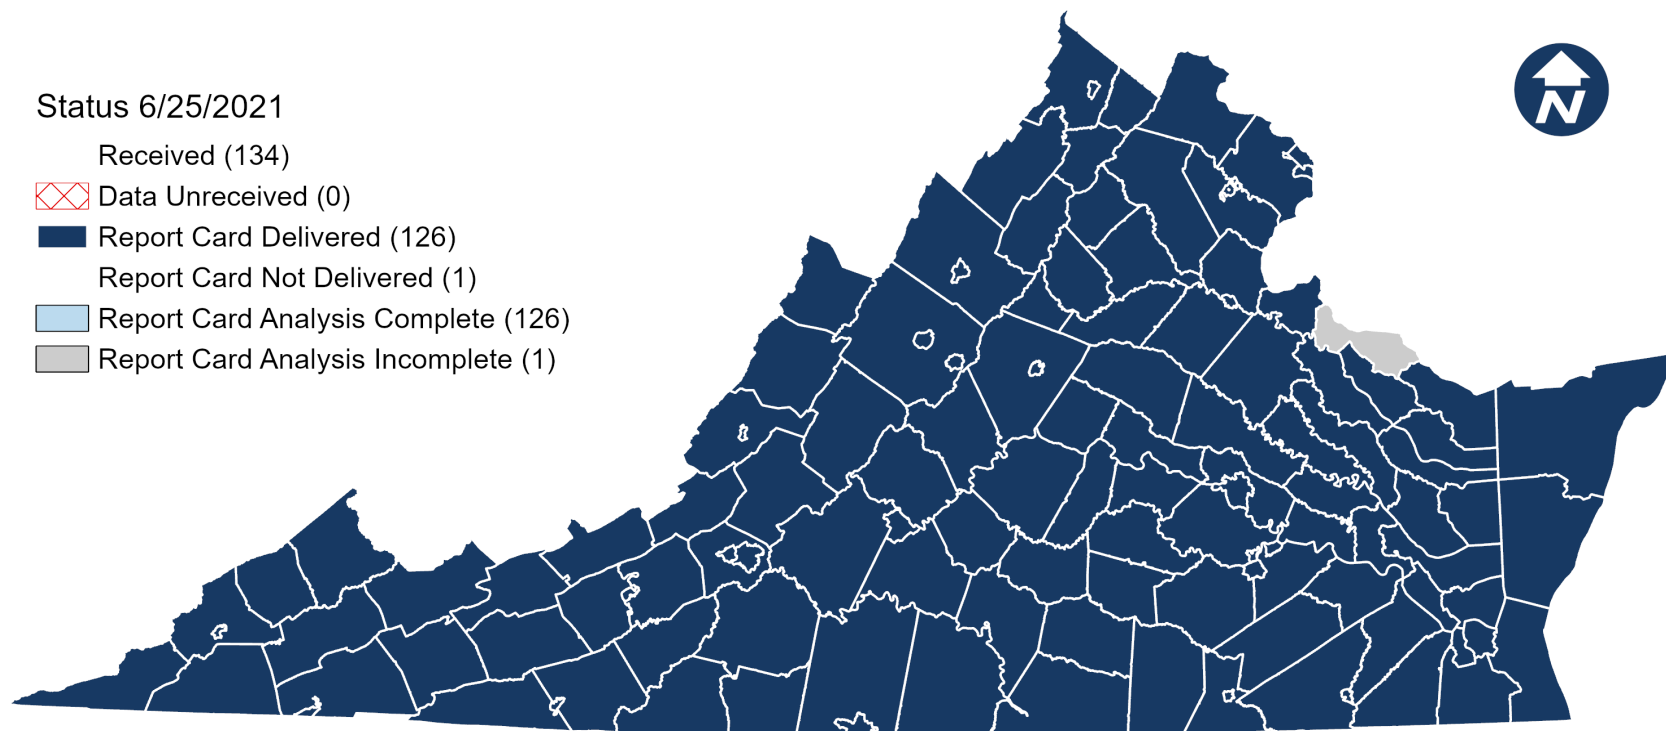 Status 6/25/2021
Received (134)
Data Unreceived (0)
Report Card Delivered (126)
Report Card Not Delivered (1)
Report Card Analysis Complete (126)
Report Card Analysis Incomplete (1)
N